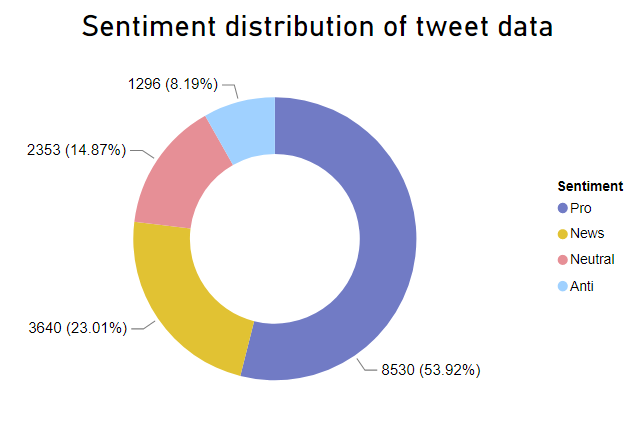 Sentiment distribution of tweet data
1296 (8.19%)
2353 (14.87%)
3640 (23.01%)
8530 (53.92%)
Sentiment
Pro
News
Neutral
Anti